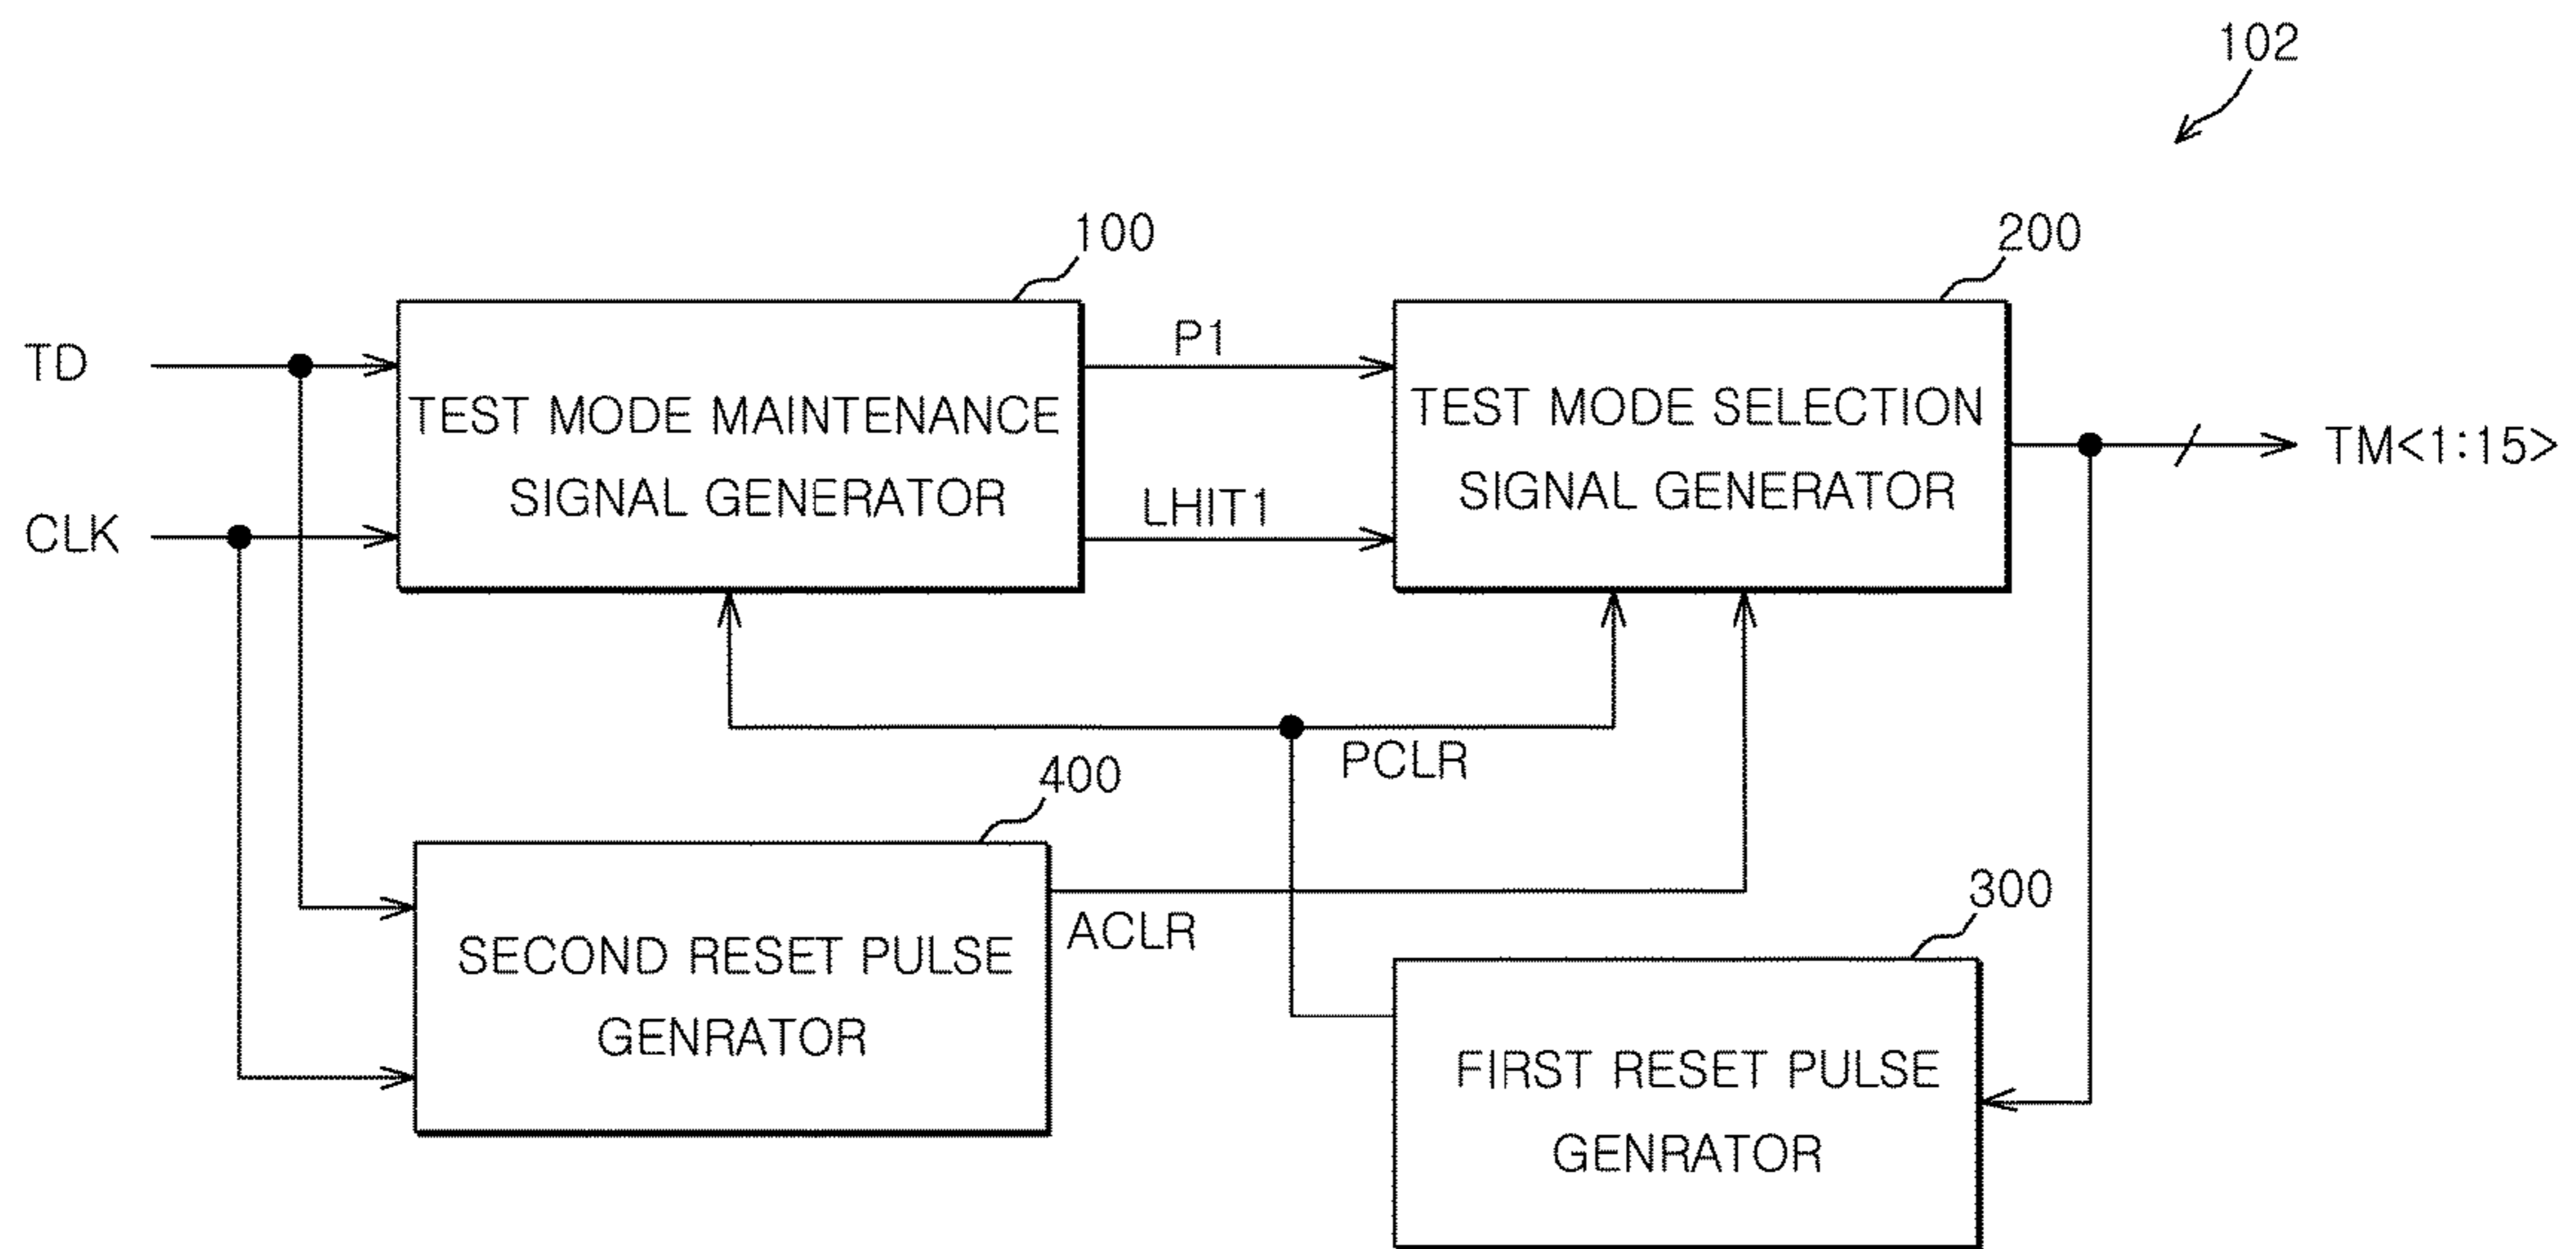 102
100
200
TD
P1
TEST MODE MAINTENANCE
SIGNAL GENERATOR
TEST MODE SELECTION
SIGNAL GENERATOR
TM<1:15>
CLK
LHIT1
PCLR
400
300
ACLR
SECOND RESET PULSE
GENRATOR
FIRST RESET PULSE
GENRATOR